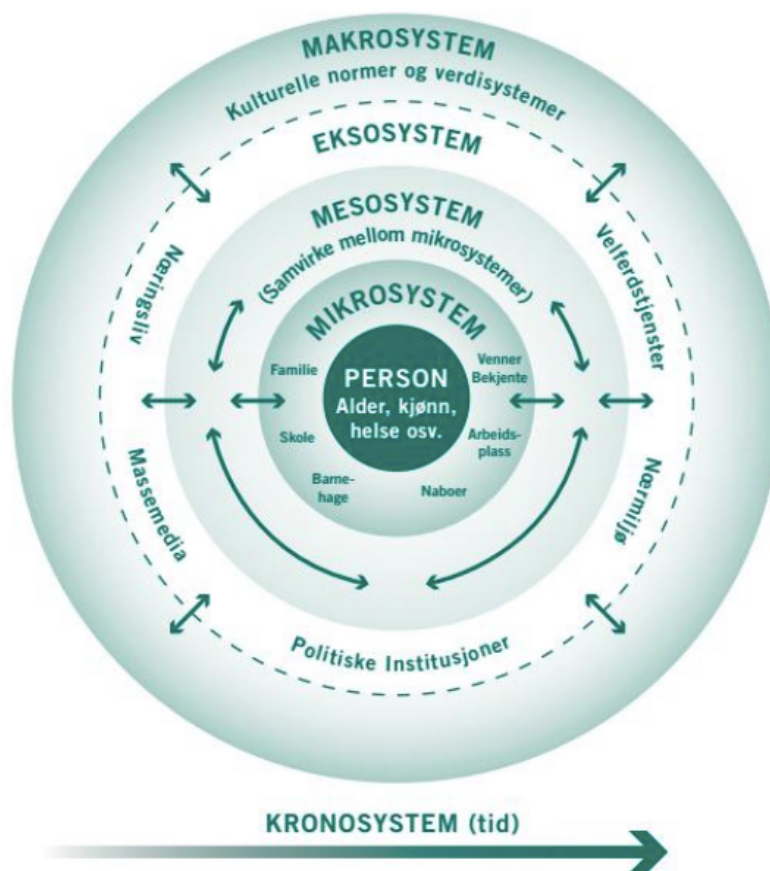 MAKROSYSTEM
Kulturelle normer og verdisystemer
EKSOSYSTEM
MESOSYSTEM
(Samvirke mellom mikrosystemer)
MIKROSYSTEM
Næringsliv
Velferdstjenster
Familie
Venner
Bekjente
PERSON
Alder, kjønn,
helse osv.
Skole
Arbeids-
plass
Barne-
hage
Naboer
Massemedia
Nærmiljø
Politiske Institusjoner
KRONOSYSTEM (tid)